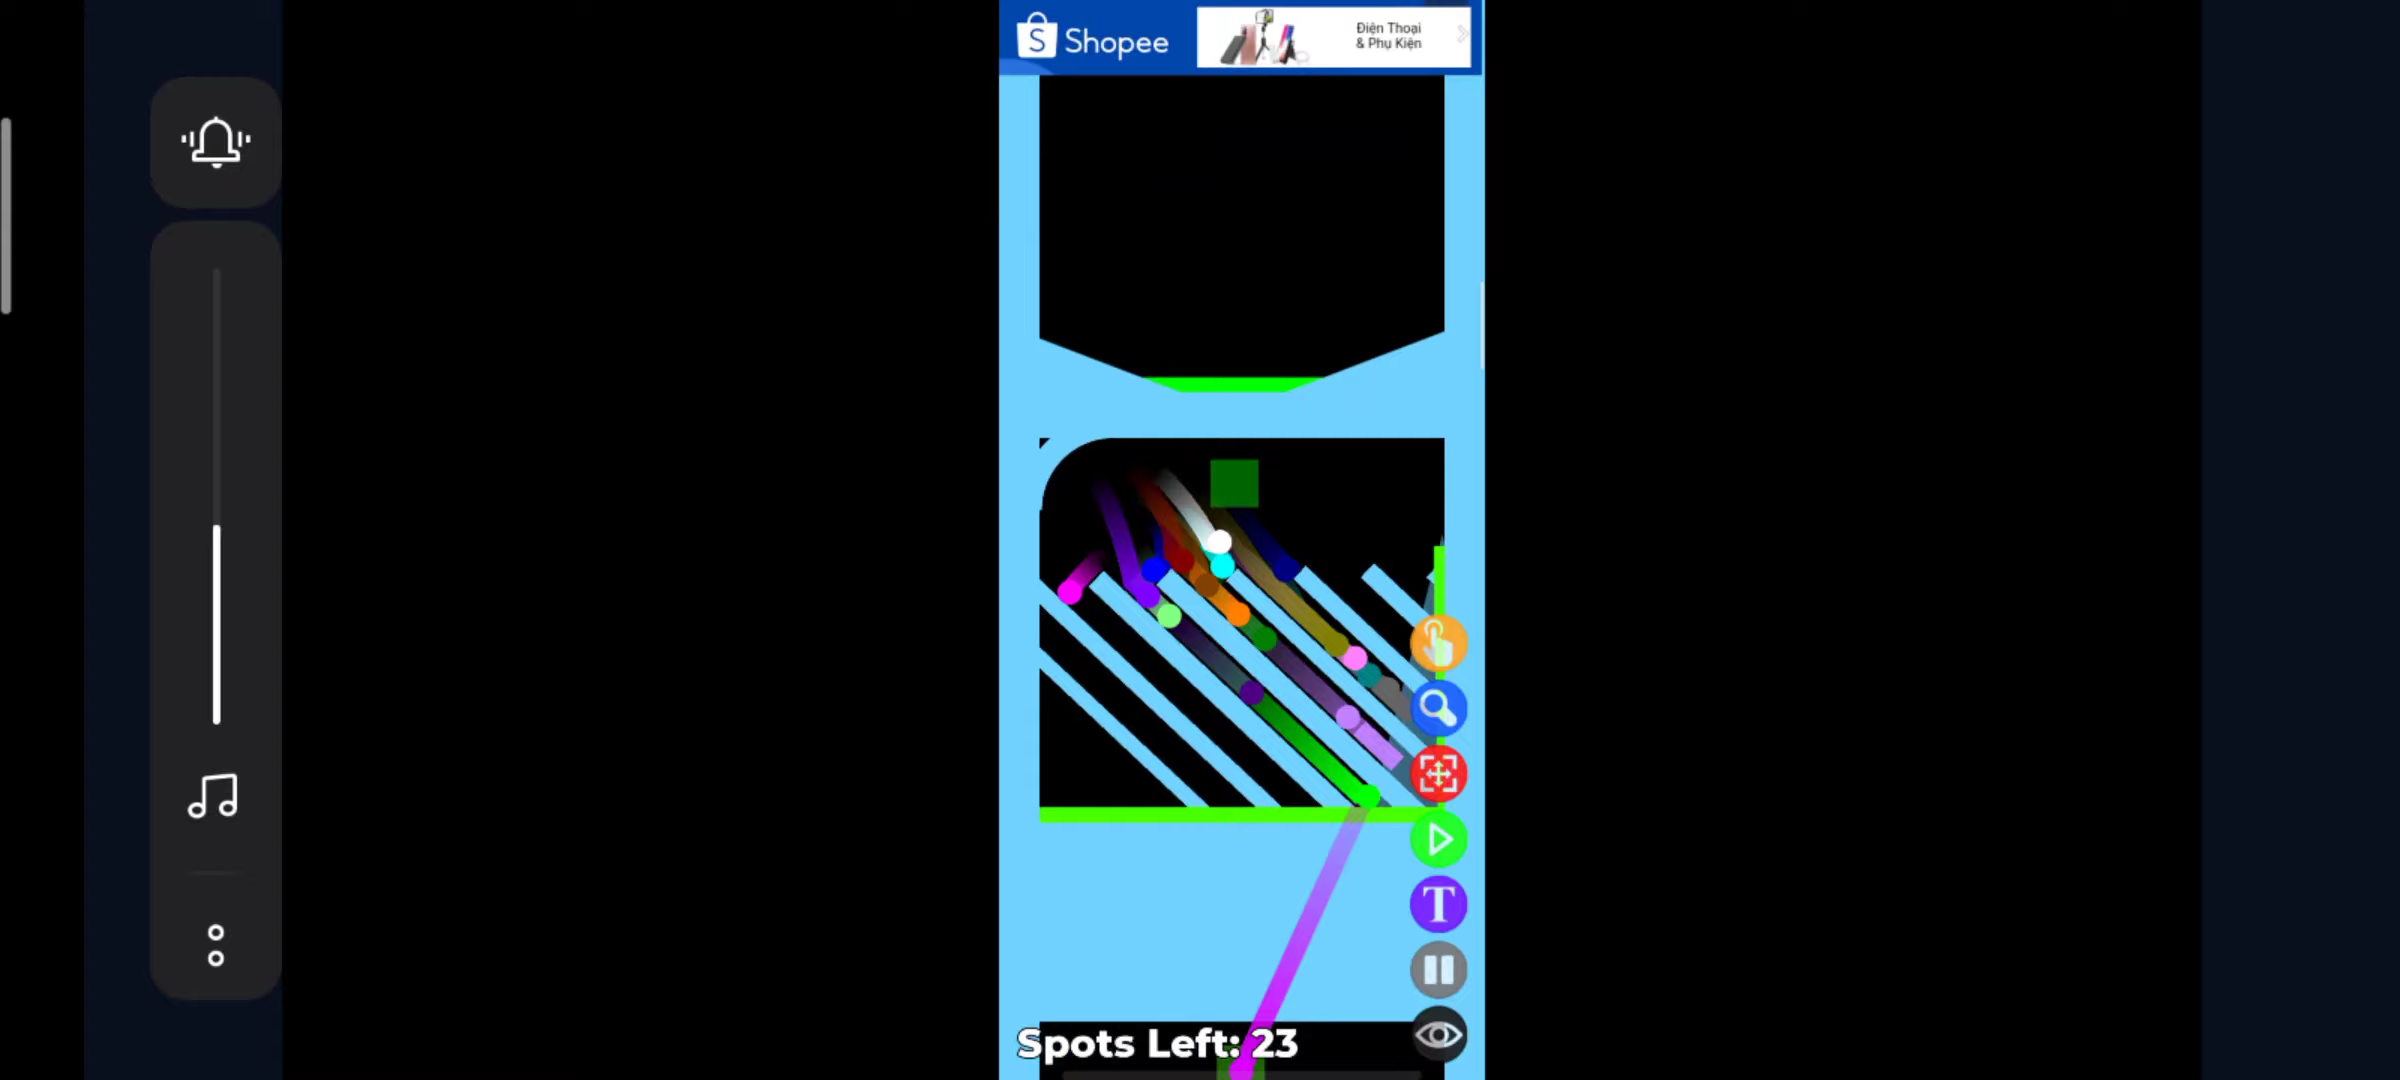 Shopee
Điện Thoại
& Phụ Kiện
T
Spots Left: 23